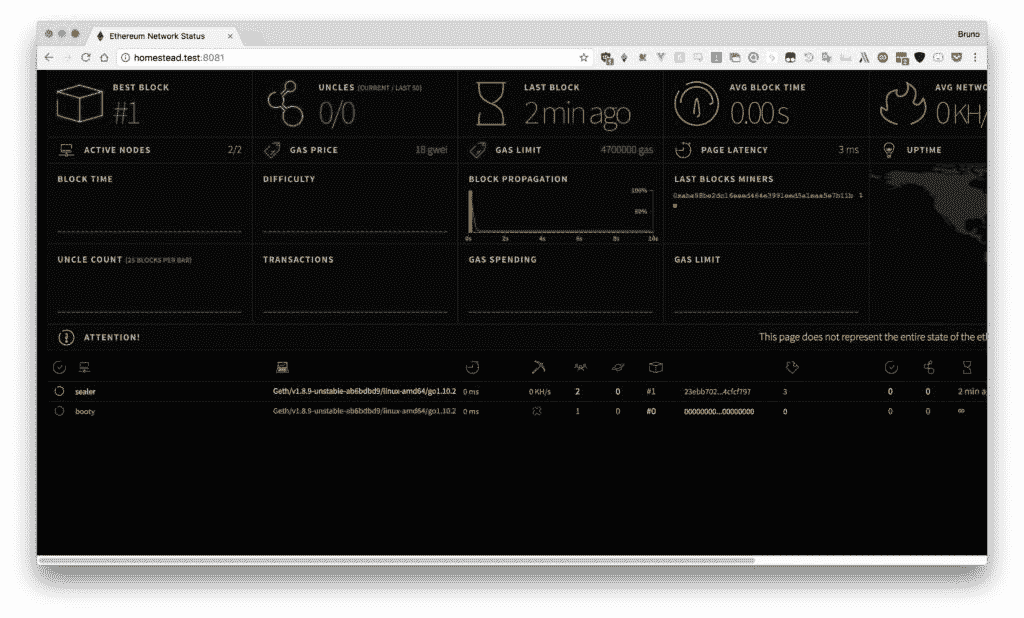 Ethereum Network Status
Bruno
homestead.test:8081
BEST BLOCK
#1
UNCLES (CURRENT / LAST 50)
0/0
LAST BLOCK
2 min ago
AVG BLOCK TIME
0.00 s
AVG NETWO
0 KH/
ACTIVE NODES 2/2
GAS PRICE 18 gwei
GAS LIMIT 4700000 gas
PAGE LATENCY 3 ms
UPTIME
BLOCK TIME
DIFFICULTY
BLOCK PROPAGATION
100%
0s 2s 4s 6s 8s 10s
LAST BLOCKS MINERS
1
UNCLE COUNT (25 BLOCKS PER BAR)
TRANSACTIONS
GAS SPENDING
GAS LIMIT
ATTENTION!
This page does not represent the entire state of the eth
sealer Geth/v1.8.9-unstable-ab6bdbd9/linux-amd64/go1.10.2 0 ms 0 KH/s 2 0 #1 23ebb702...4cfcf797 3 0 0 2 min a
booty Geth/v1.8.9-unstable-ab6bdbd9/linux-amd64/go1.10.2 0 ms 1 0 #0 00000000...00000000 0 0 0 ∞